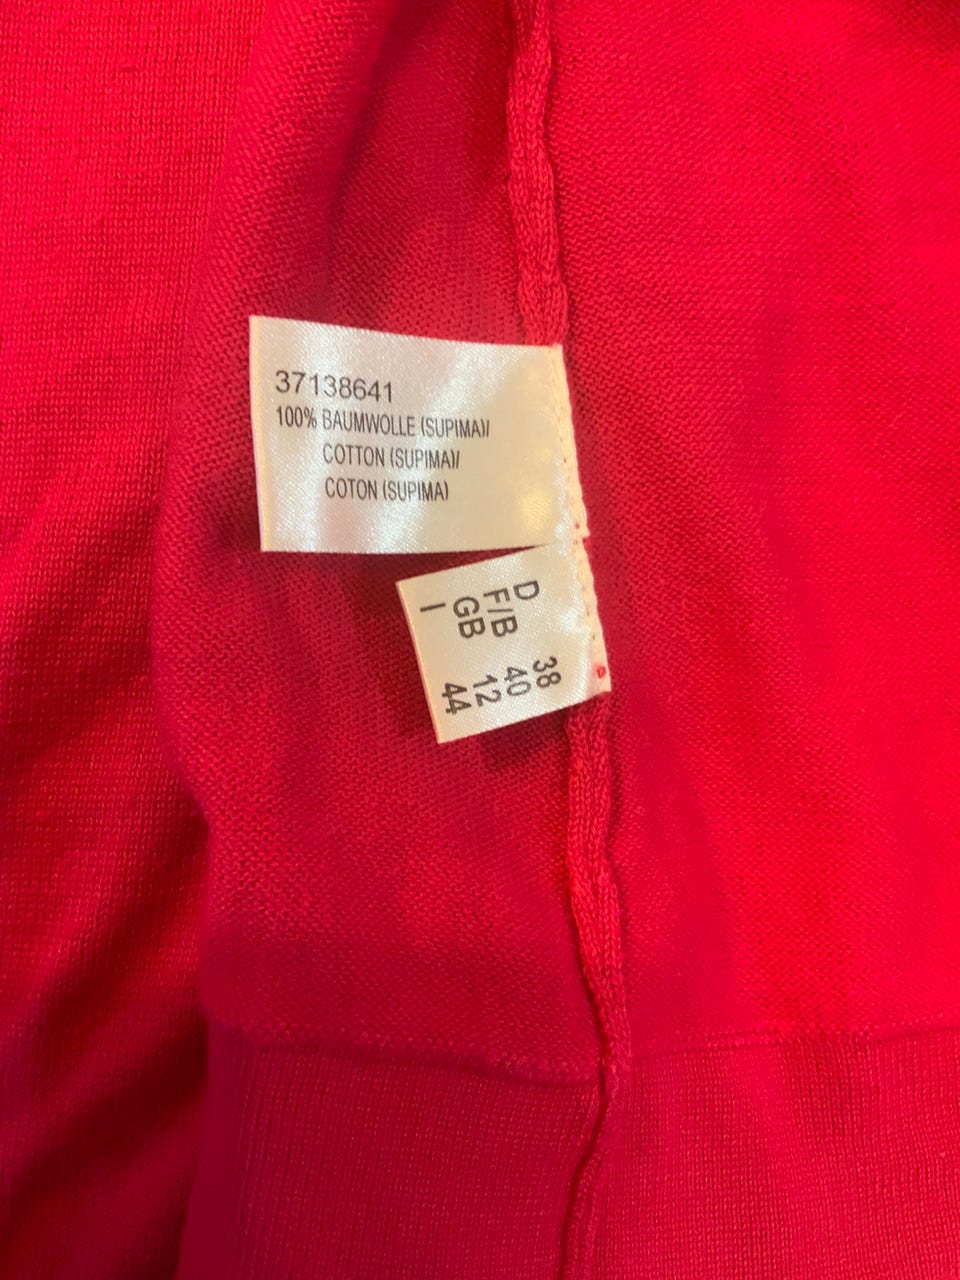 37138641
100% BAUMWOLLE (SUPIMA)/
COTTON (SUPIMA)/
COTON (SUPIMA)
D 38
F/B 40
GB 12
I 44